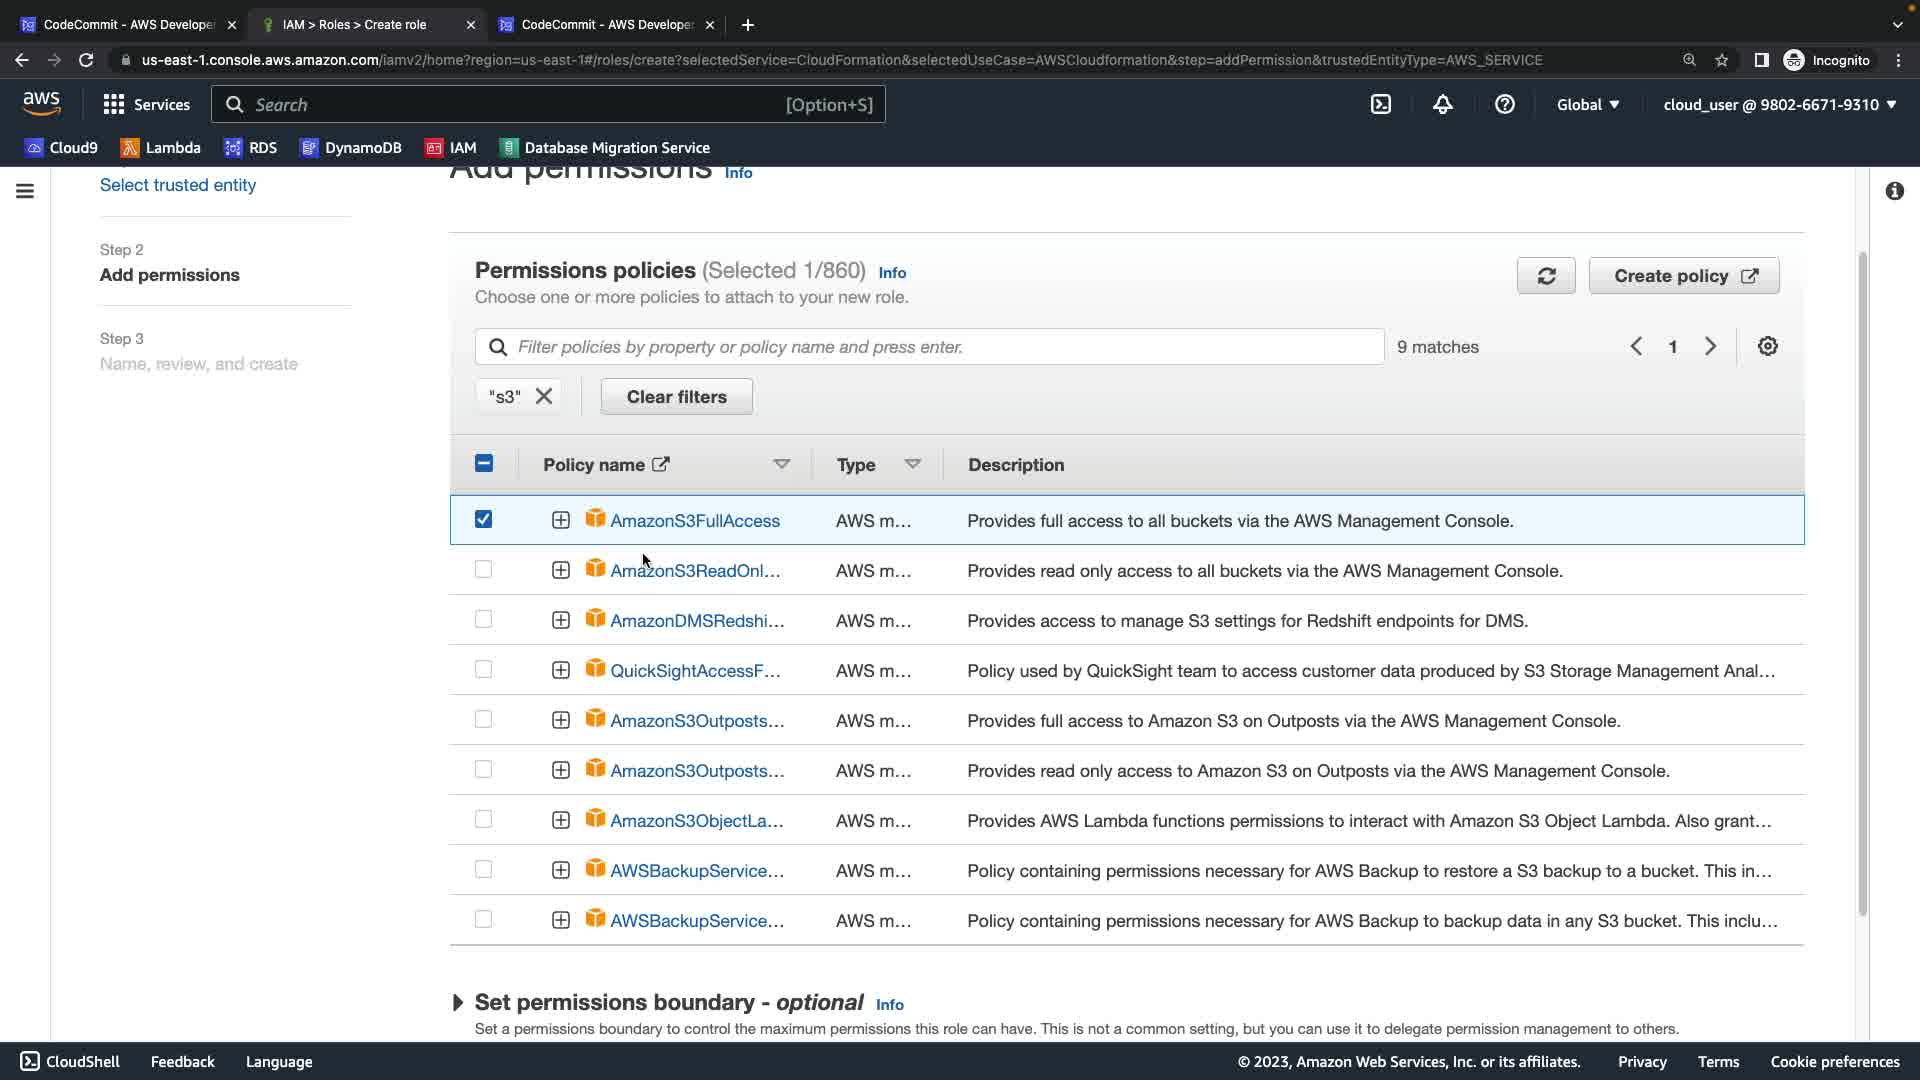 CodeCommit - AWS Develope
IAM > Roles > Create role
CodeCommit - AWS Develope
us-east-1.console.aws.amazon.com/iamv2/home?region=us-east-1#/roles/create?selectedService=CloudFormation&selectedUseCase=AWSCloudformation&step=addPermission&trustedEntityType=AWS_SERVICE
Incognito
aws
Services
Search
[Option+S]
Global
cloud_user @ 9802-6671-9310
Cloud9
Lambda
RDS
DynamoDB
IAM
Database Migration Service
Select trusted entity
Step 2
Add permissions
Step 3
Name, review, and create
Add permissions Info
Permissions policies (Selected 1/860) Info
Choose one or more policies to attach to your new role.
Create policy
Filter policies by property or policy name and press enter.
9 matches
1
"s3"
Clear filters
Policy name Type Description
AmazonS3FullAccess AWS m... Provides full access to all buckets via the AWS Management Console.
AmazonS3ReadOnl... AWS m... Provides read only access to all buckets via the AWS Management Console.
AmazonDMSRedshi... AWS m... Provides access to manage S3 settings for Redshift endpoints for DMS.
QuickSightAccessF... AWS m... Policy used by QuickSight team to access customer data produced by S3 Storage Management Anal...
AmazonS3Outposts... AWS m... Provides full access to Amazon S3 on Outposts via the AWS Management Console.
AmazonS3Outposts... AWS m... Provides read only access to Amazon S3 on Outposts via the AWS Management Console.
AmazonS3ObjectLa... AWS m... Provides AWS Lambda functions permissions to interact with Amazon S3 Object Lambda. Also grant...
AWSBackupService... AWS m... Policy containing permissions necessary for AWS Backup to restore a S3 backup to a bucket. This in...
AWSBackupService... AWS m... Policy containing permissions necessary for AWS Backup to backup data in any S3 bucket. This inclu...
Set permissions boundary - optional Info
Set a permissions boundary to control the maximum permissions this role can have. This is not a common setting, but you can use it to delegate permission management to others.
CloudShell
Feedback
Language
© 2023, Amazon Web Services, Inc. or its affiliates.
Privacy
Terms
Cookie preferences